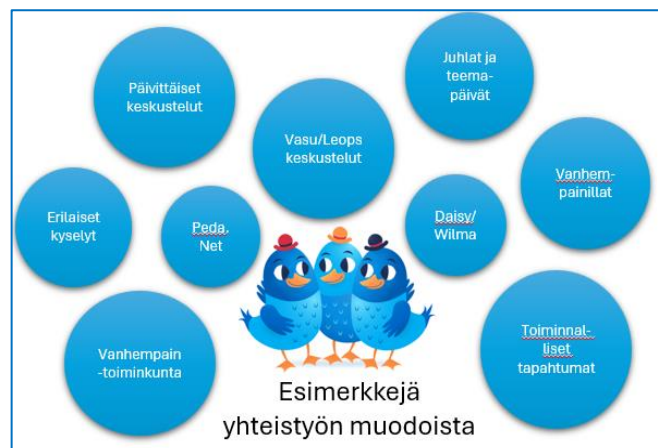 Päivittäiset
keskustelut
Vasu/Leops
keskustelut
Juhlat ja
teema-
päivät
Erilaiset
kyselyt
Peda.
Net
Daisy/
Wilma
Vanhem-
painillat
Vanhempain
-toiminkunta
Toiminnal-
liset
tapahtumat
Esimerkkejä
yhteistyön muodoista